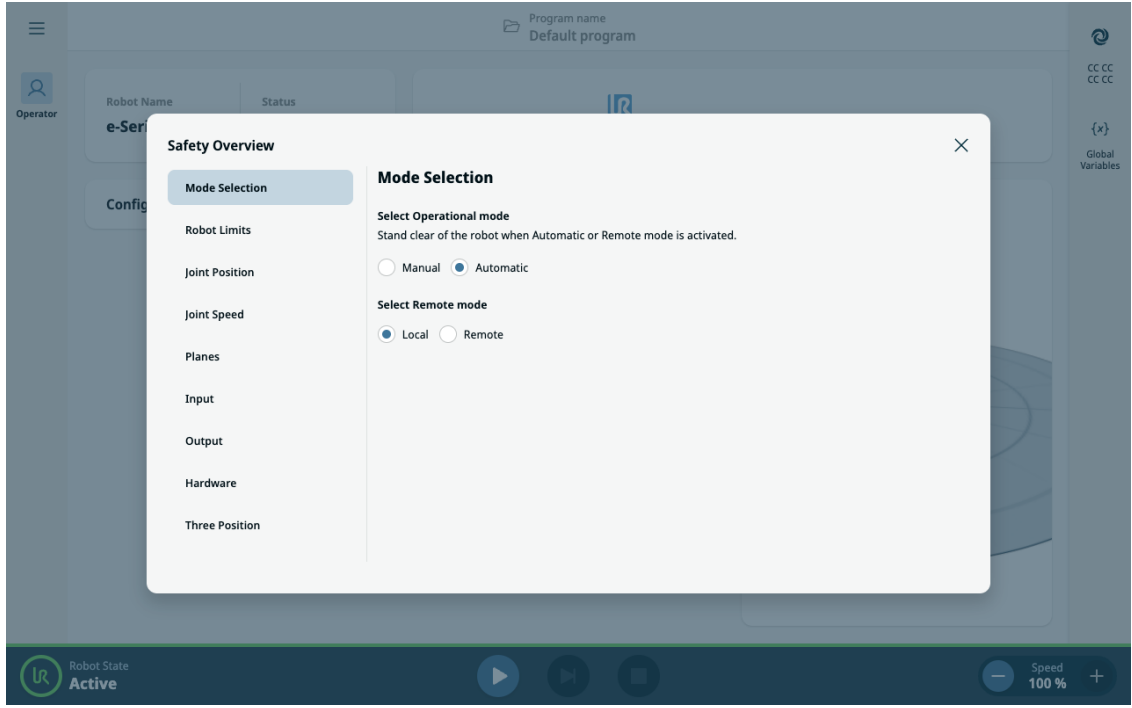 Program name
Default program
CC CC
CC CC
Operator
Robot Name
Status
e-Seri
{x}
Global
Variables
Config
Safety Overview
Mode Selection
Robot Limits
Joint Position
Joint Speed
Planes
Input
Output
Hardware
Three Position
Mode Selection
Select Operational mode
Stand clear of the robot when Automatic or Remote mode is activated.
Manual Automatic
Select Remote mode
Local Remote
Robot State
Active
Speed
100 %